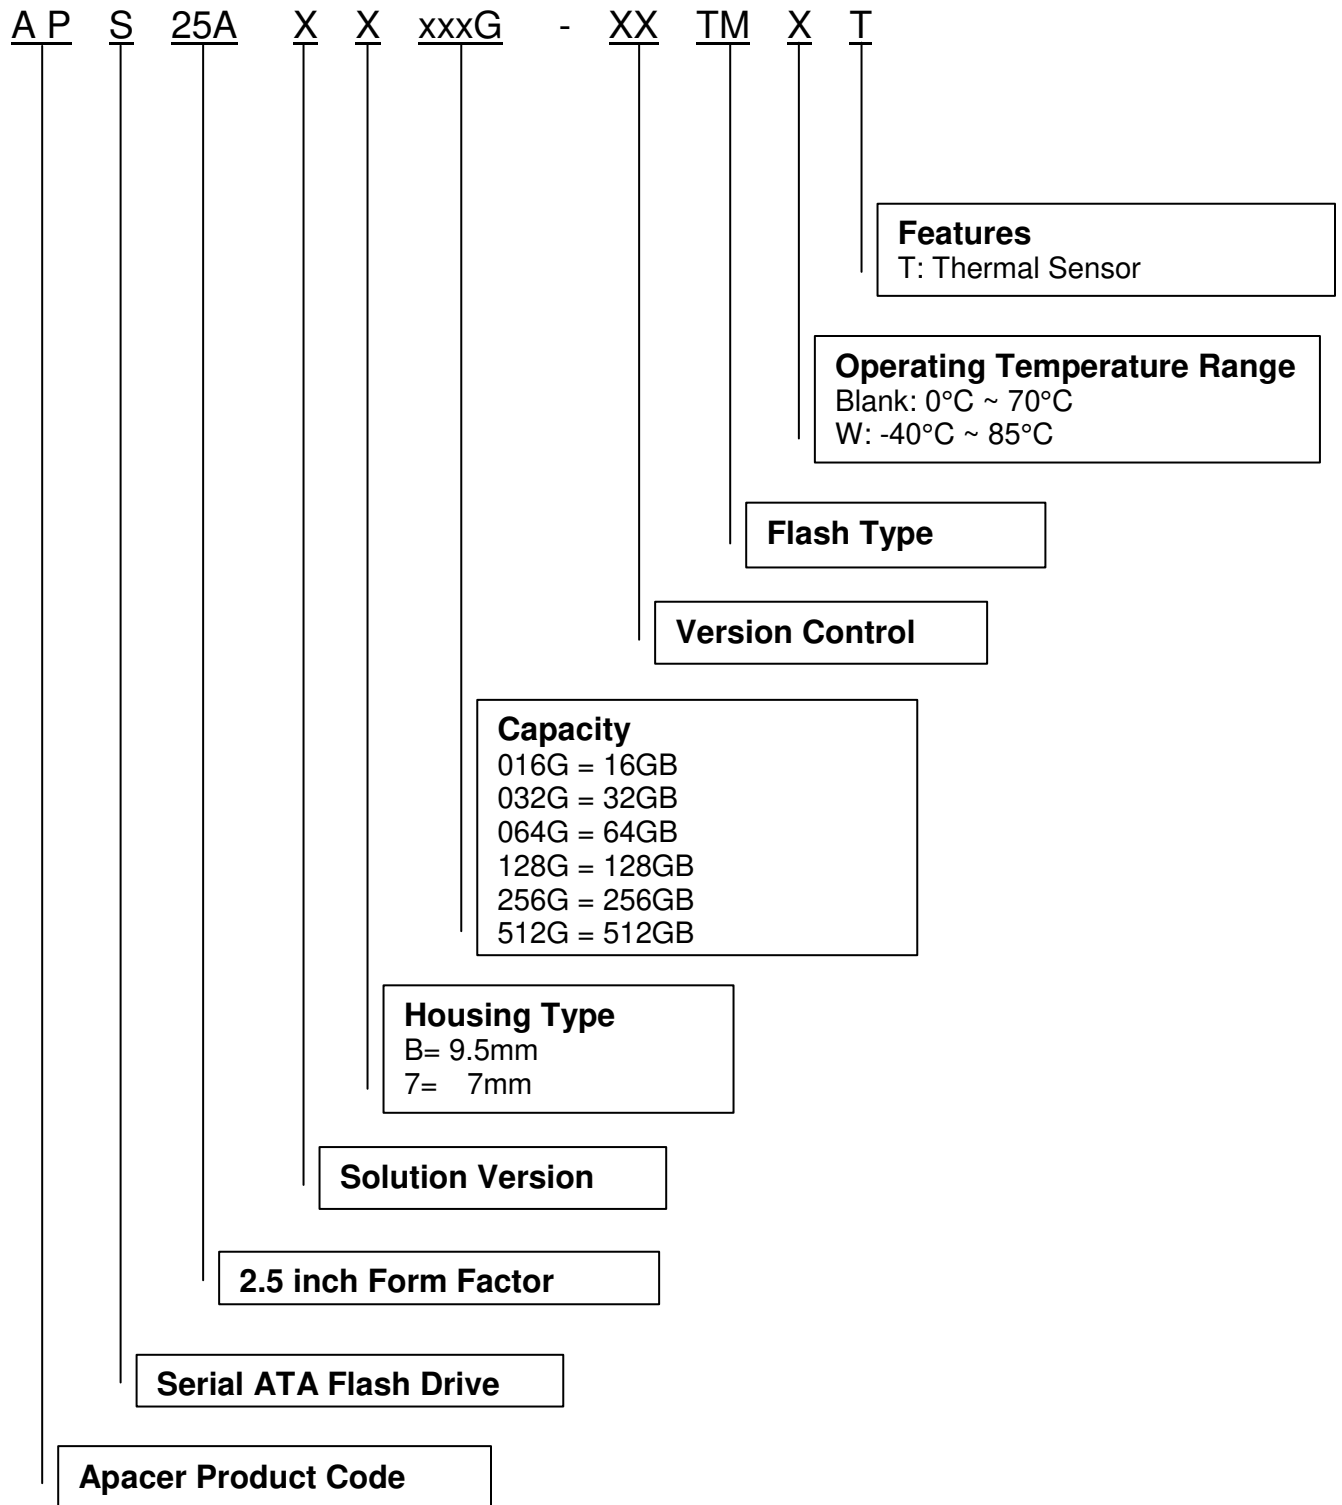 A P S 25A X X xxxG - XX TM X T
Features
T: Thermal Sensor
Operating Temperature Range
Blank: 0°C ~ 70°C
W: -40°C ~ 85°C
Flash Type
Version Control
Capacity
016G = 16GB
032G = 32GB
064G = 64GB
128G = 128GB
256G = 256GB
512G = 512GB
Housing Type
B= 9.5mm
7= 7mm
Solution Version
2.5 inch Form Factor
Serial ATA Flash Drive
Apacer Product Code